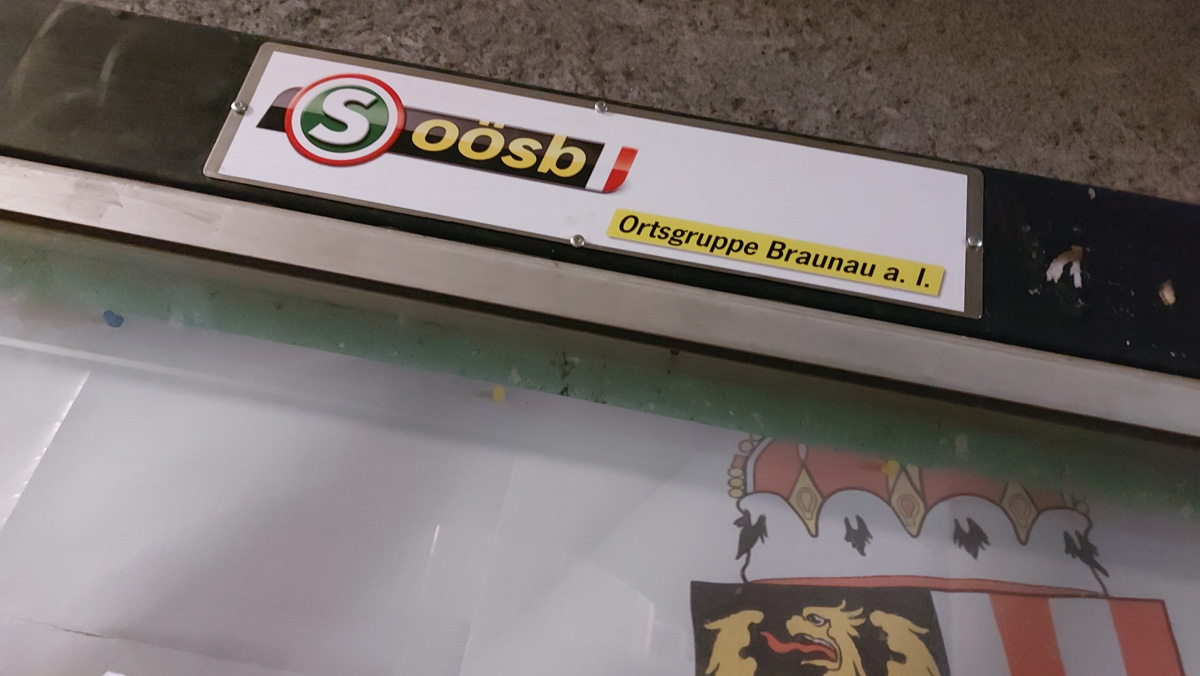 S oösb
Ortsgruppe Braunau a. I.